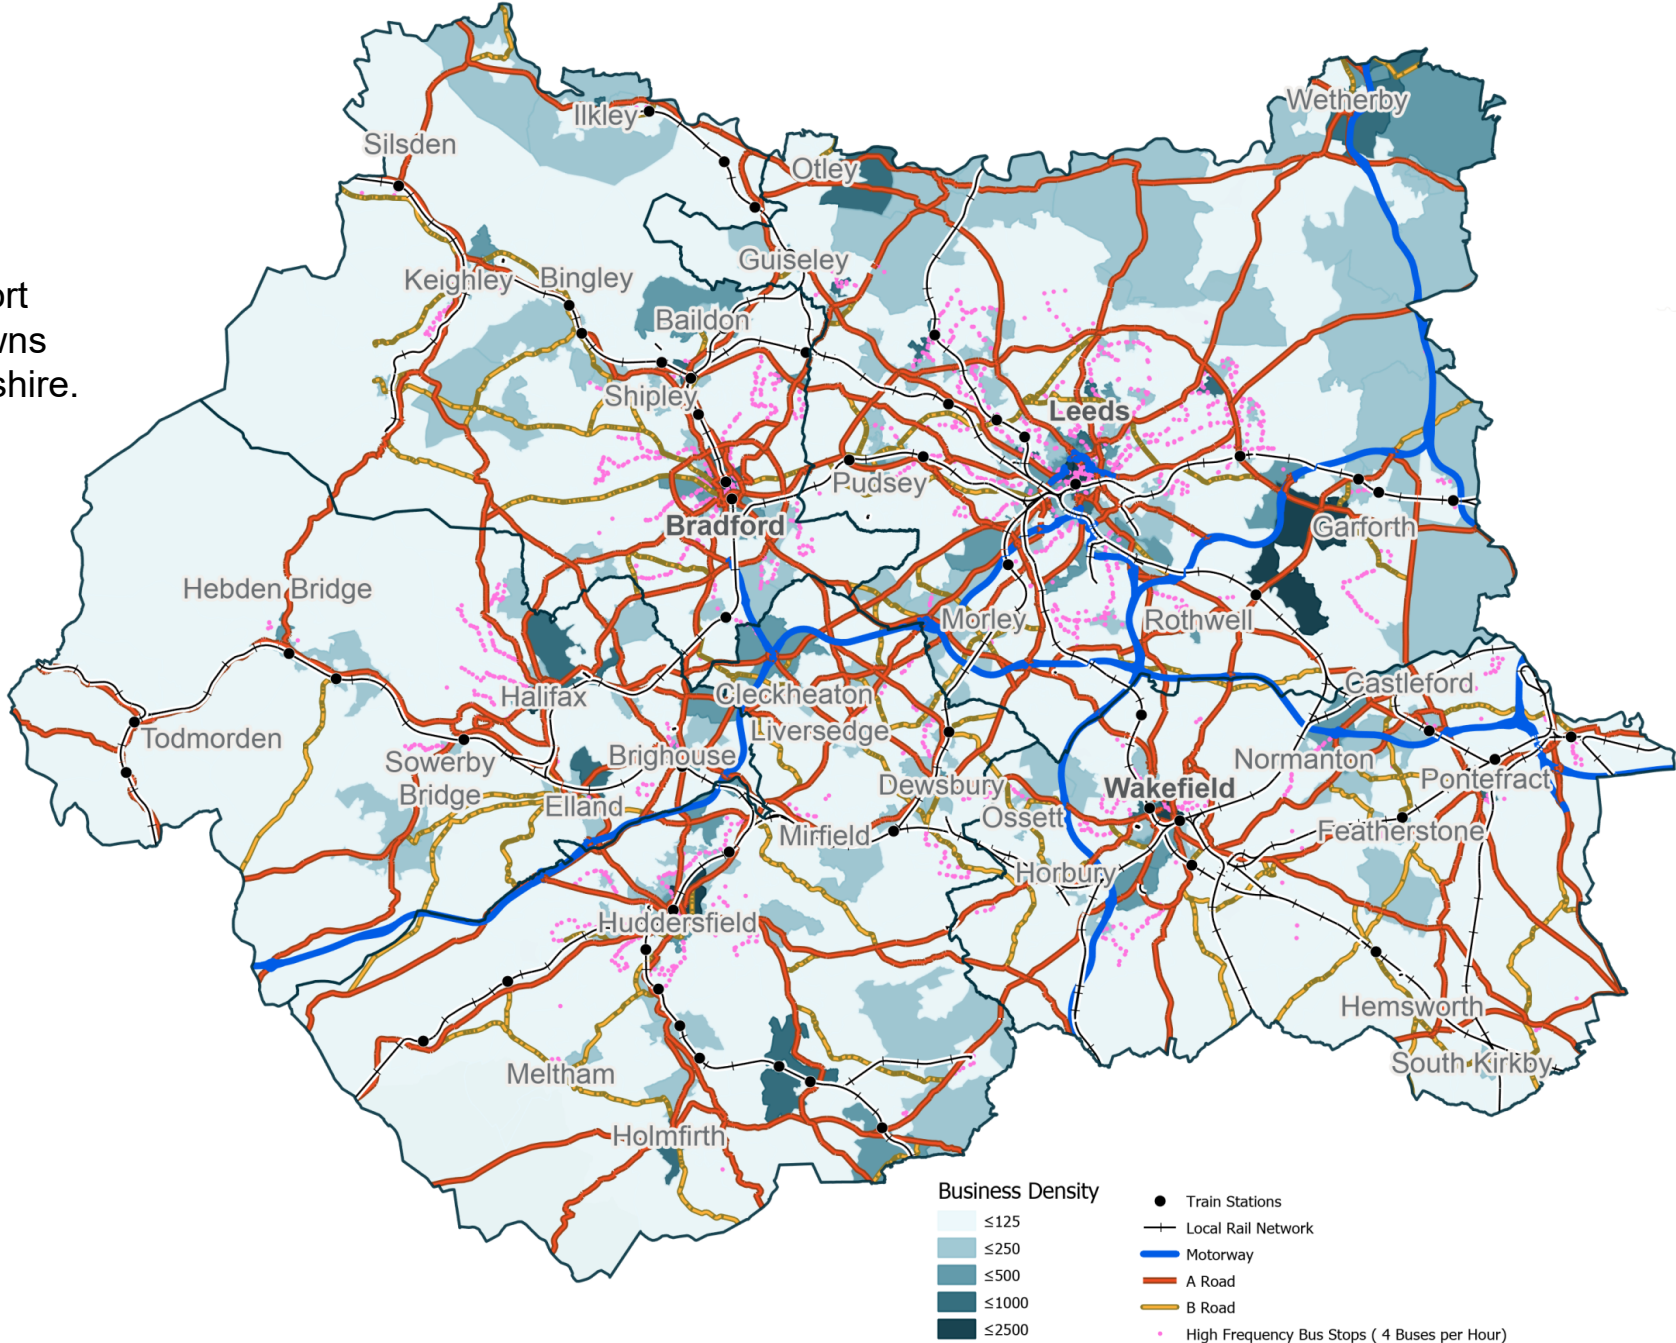 ort
wns
shire.
Wetherby
Ilkley
Silsden
Otley
Guiseley
Keighley
Bingley
Baildon
Shipley
Leeds
Pudsey
Bradford
Garforth
Hebden Bridge
Morley
Rothwell
Halifax
Cleckheaton
Castleford
Todmorden
Liversedge
Sowerby
Bridge
Brighouse
Normanton
Elland
Dewsbury
Wakefield
Pontefract
Ossett
Mirfield
Featherstone
Horbury
Huddersfield
Hemsworth
Meltham
South Kirkby
Holmfirth
Business Density
≤125
≤250
≤500
≤1000
≤2500
Train Stations
Local Rail Network
Motorway
A Road
B Road
High Frequency Bus Stops ( 4 Buses per Hour)